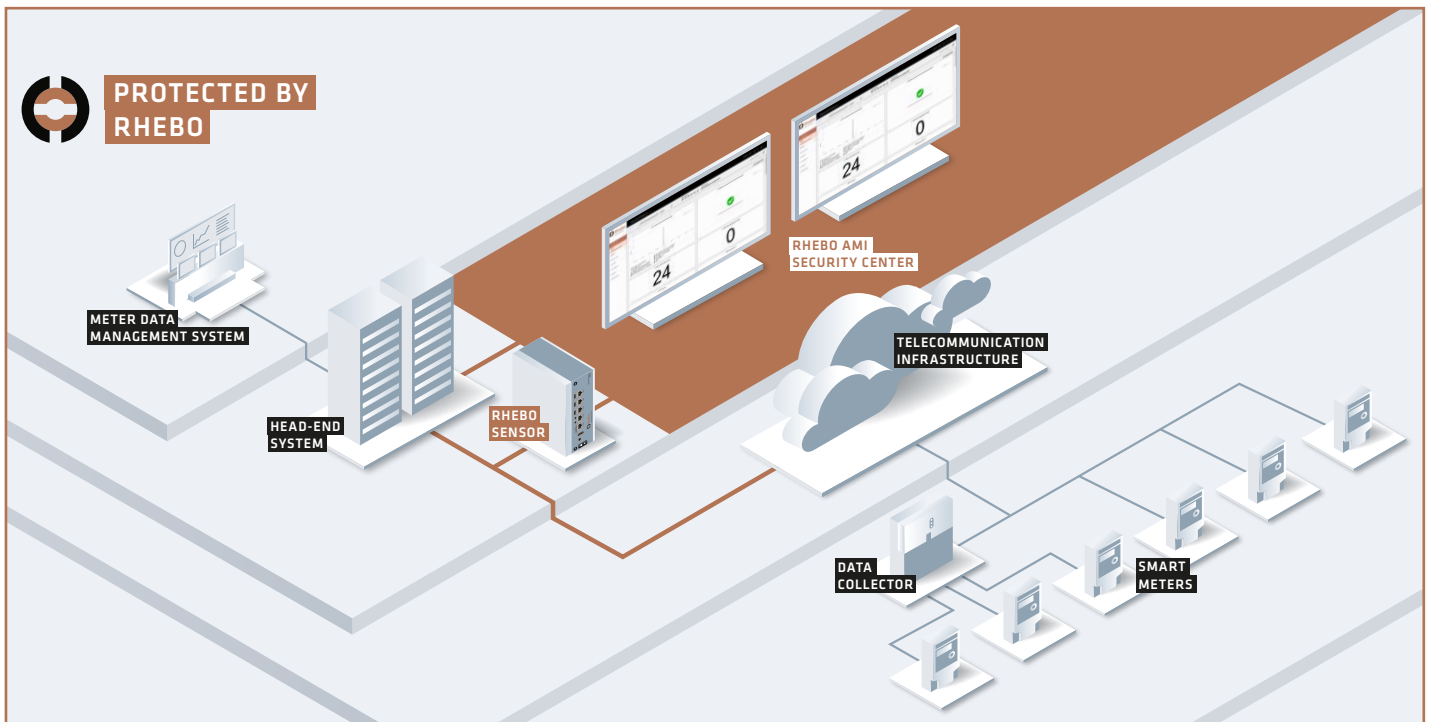 PROTECTED BY
RHEBO
24
0
24
0
RHEBO AMI
SECURITY CENTER
METER DATA
MANAGEMENT SYSTEM
TELECOMMUNICATION
INFRASTRUCTURE
HEAD-END
SYSTEM
RHEBO
SENSOR
DATA
COLLECTOR
SMART
METERS